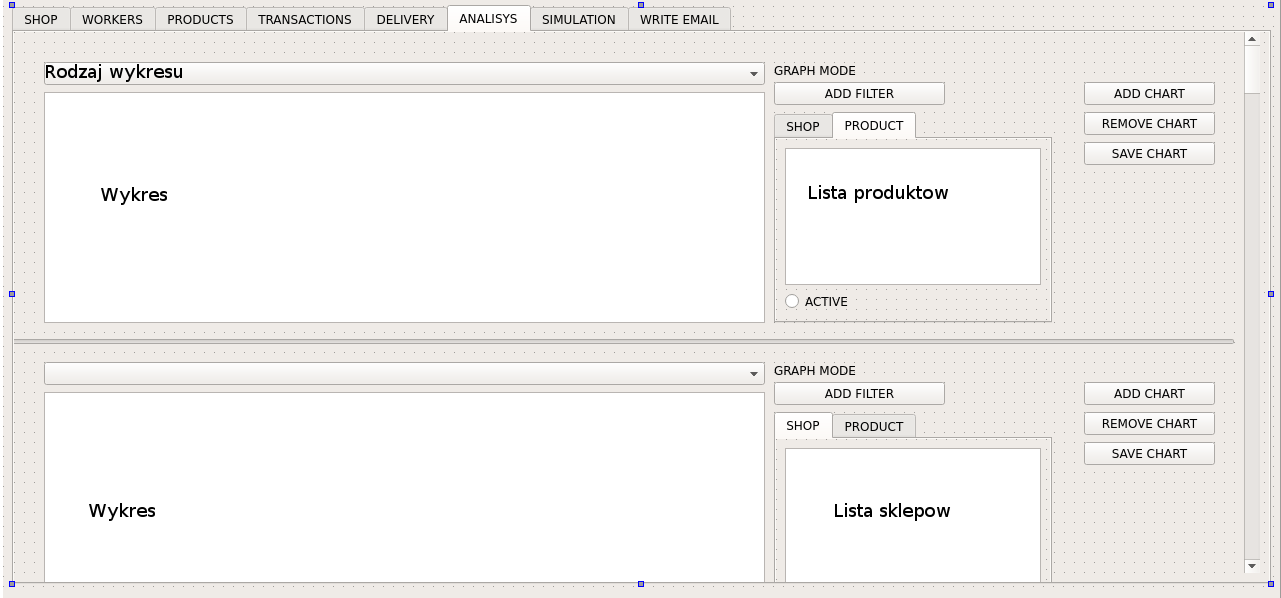 SHOP WORKERS PRODUCTS TRANSACTIONS DELIVERY ANALISYS SIMULATION WRITE EMAIL
Rodzaj wykresu
GRAPH MODE
ADD FILTER
ADD CHART
SHOP PRODUCT
REMOVE CHART
SAVE CHART
Wykres
Lista produktow
ACTIVE
GRAPH MODE
ADD FILTER
ADD CHART
SHOP PRODUCT
REMOVE CHART
SAVE CHART
Wykres
Lista sklepow